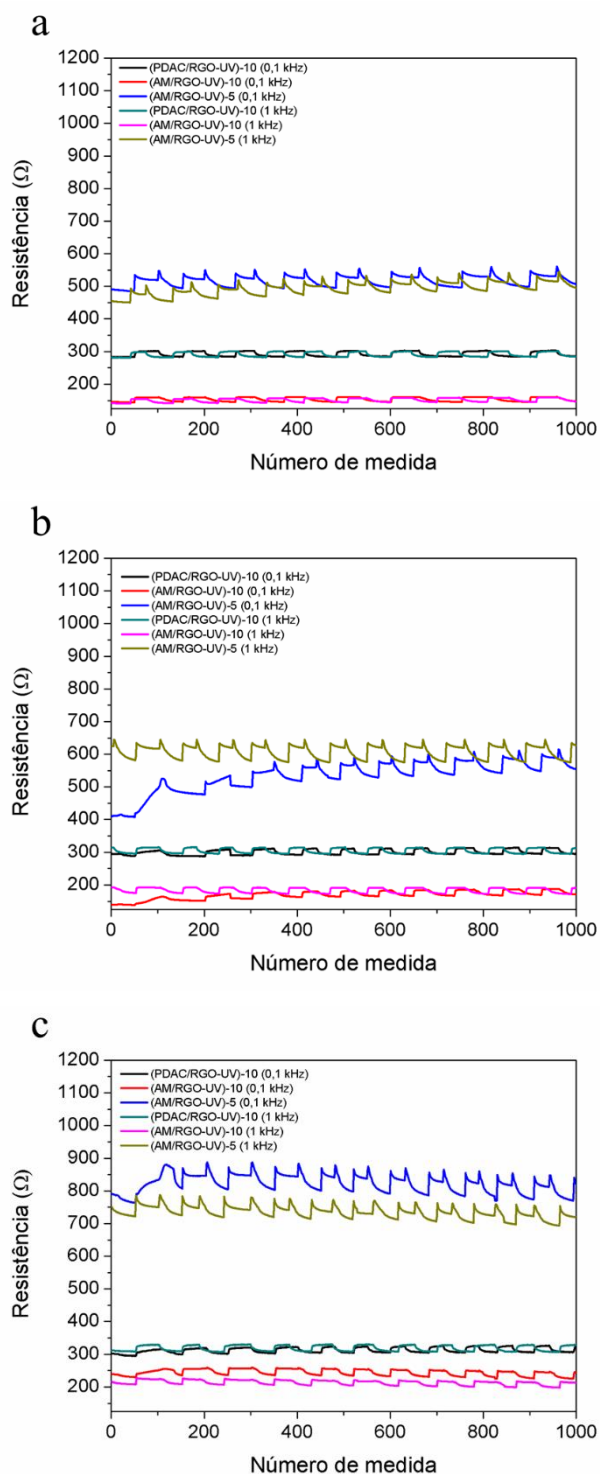 a
1200
1100
1000
900
800
700
600
500
400
300
200
Resistência (Ω)
(PDAC/RGO-UV)-10 (0,1 kHz)
(AM/RGO-UV)-10 (0,1 kHz)
(AM/RGO-UV)-5 (0,1 kHz)
(PDAC/RGO-UV)-10 (1 kHz)
(AM/RGO-UV)-10 (1 kHz)
(AM/RGO-UV)-5 (1 kHz)
0 200 400 600 800 1000
Número de medida
b
1200
1100
1000
900
800
700
600
500
400
300
200
Resistência (Ω)
(PDAC/RGO-UV)-10 (0,1 kHz)
(AM/RGO-UV)-10 (0,1 kHz)
(AM/RGO-UV)-5 (0,1 kHz)
(PDAC/RGO-UV)-10 (1 kHz)
(AM/RGO-UV)-10 (1 kHz)
(AM/RGO-UV)-5 (1 kHz)
0 200 400 600 800 1000
Número de medida
c
1200
1100
1000
900
800
700
600
500
400
300
200
Resistência (Ω)
(PDAC/RGO-UV)-10 (0,1 kHz)
(AM/RGO-UV)-10 (0,1 kHz)
(AM/RGO-UV)-5 (0,1 kHz)
(PDAC/RGO-UV)-10 (1 kHz)
(AM/RGO-UV)-10 (1 kHz)
(AM/RGO-UV)-5 (1 kHz)
0 200 400 600 800 1000
Número de medida